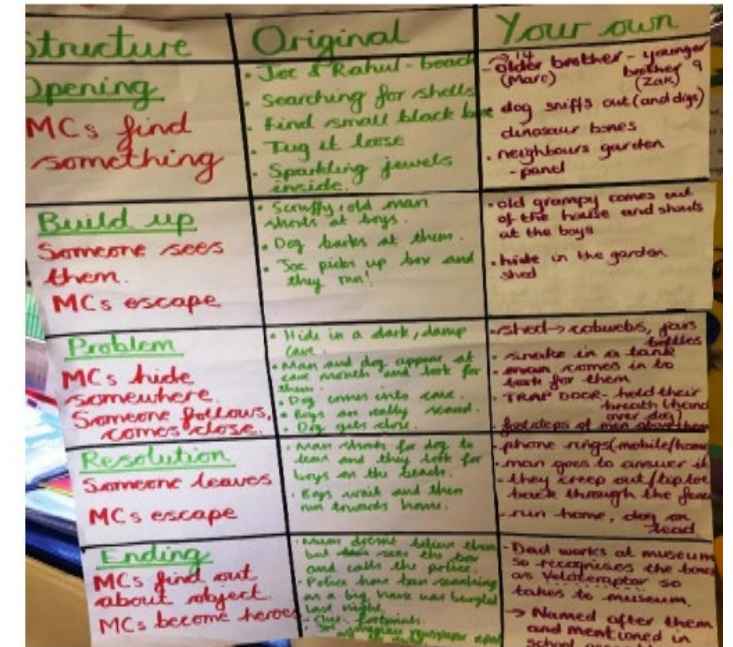 Structure
Original
Your own
Opening
MCs find
something
• Joe & Rahul - beach
• Searching for shells
• Find small black box
• Tug it loose
• Sparkling jewels
inside.
14
- older brother - younger 9
(Marc) brother
(Zak)
dog sniffs out (and digs)
dinosaur bones
• neighbours garden
- panel
Build up
Someone sees
them.
MCs escape
• Scruffy, old man
shouts at boys.
• Dog barks at them.
• Joe picks up box and
they run!
• old grampy comes out
of the house and shouts
at the boys
• hide in the garden
shed
Problem
MCs hide
somewhere.
Someone follows,
comes close.
• Hide in a dark, damp
cave.
• Man and dog appear at
cave mouth and look for
them.
• Dog comes into cave.
• Boys are really scared.
• Dog gets close.
- shed → cobwebs, jars
bottles
- snake in a tank
- man comes in to
look for them
- TRAP DOOR - hold their
breath (hand
over dog)
- footsteps of man above them
Resolution
Someone leaves
MCs escape
• Man shouts for dog to
leave and they look for
boys on the beach.
• Boys wait and then
run towards home.
- phone rings (mobile/home
- man goes to answer it
- they creep out/tiptoe
back through the fence
- run home, dog on
lead
Ending
MCs find out
about object.
MCs become heroes
• Mum doesnt believe them
but sees the box
and calls the police.
• Police have been searching
as a big house was burgled
last night.
footprints.
newspaper
- Dad works at museum
so recognises the bones
as Velociraptor so
takes to museum.
→ Named after them
and mentioned in
school